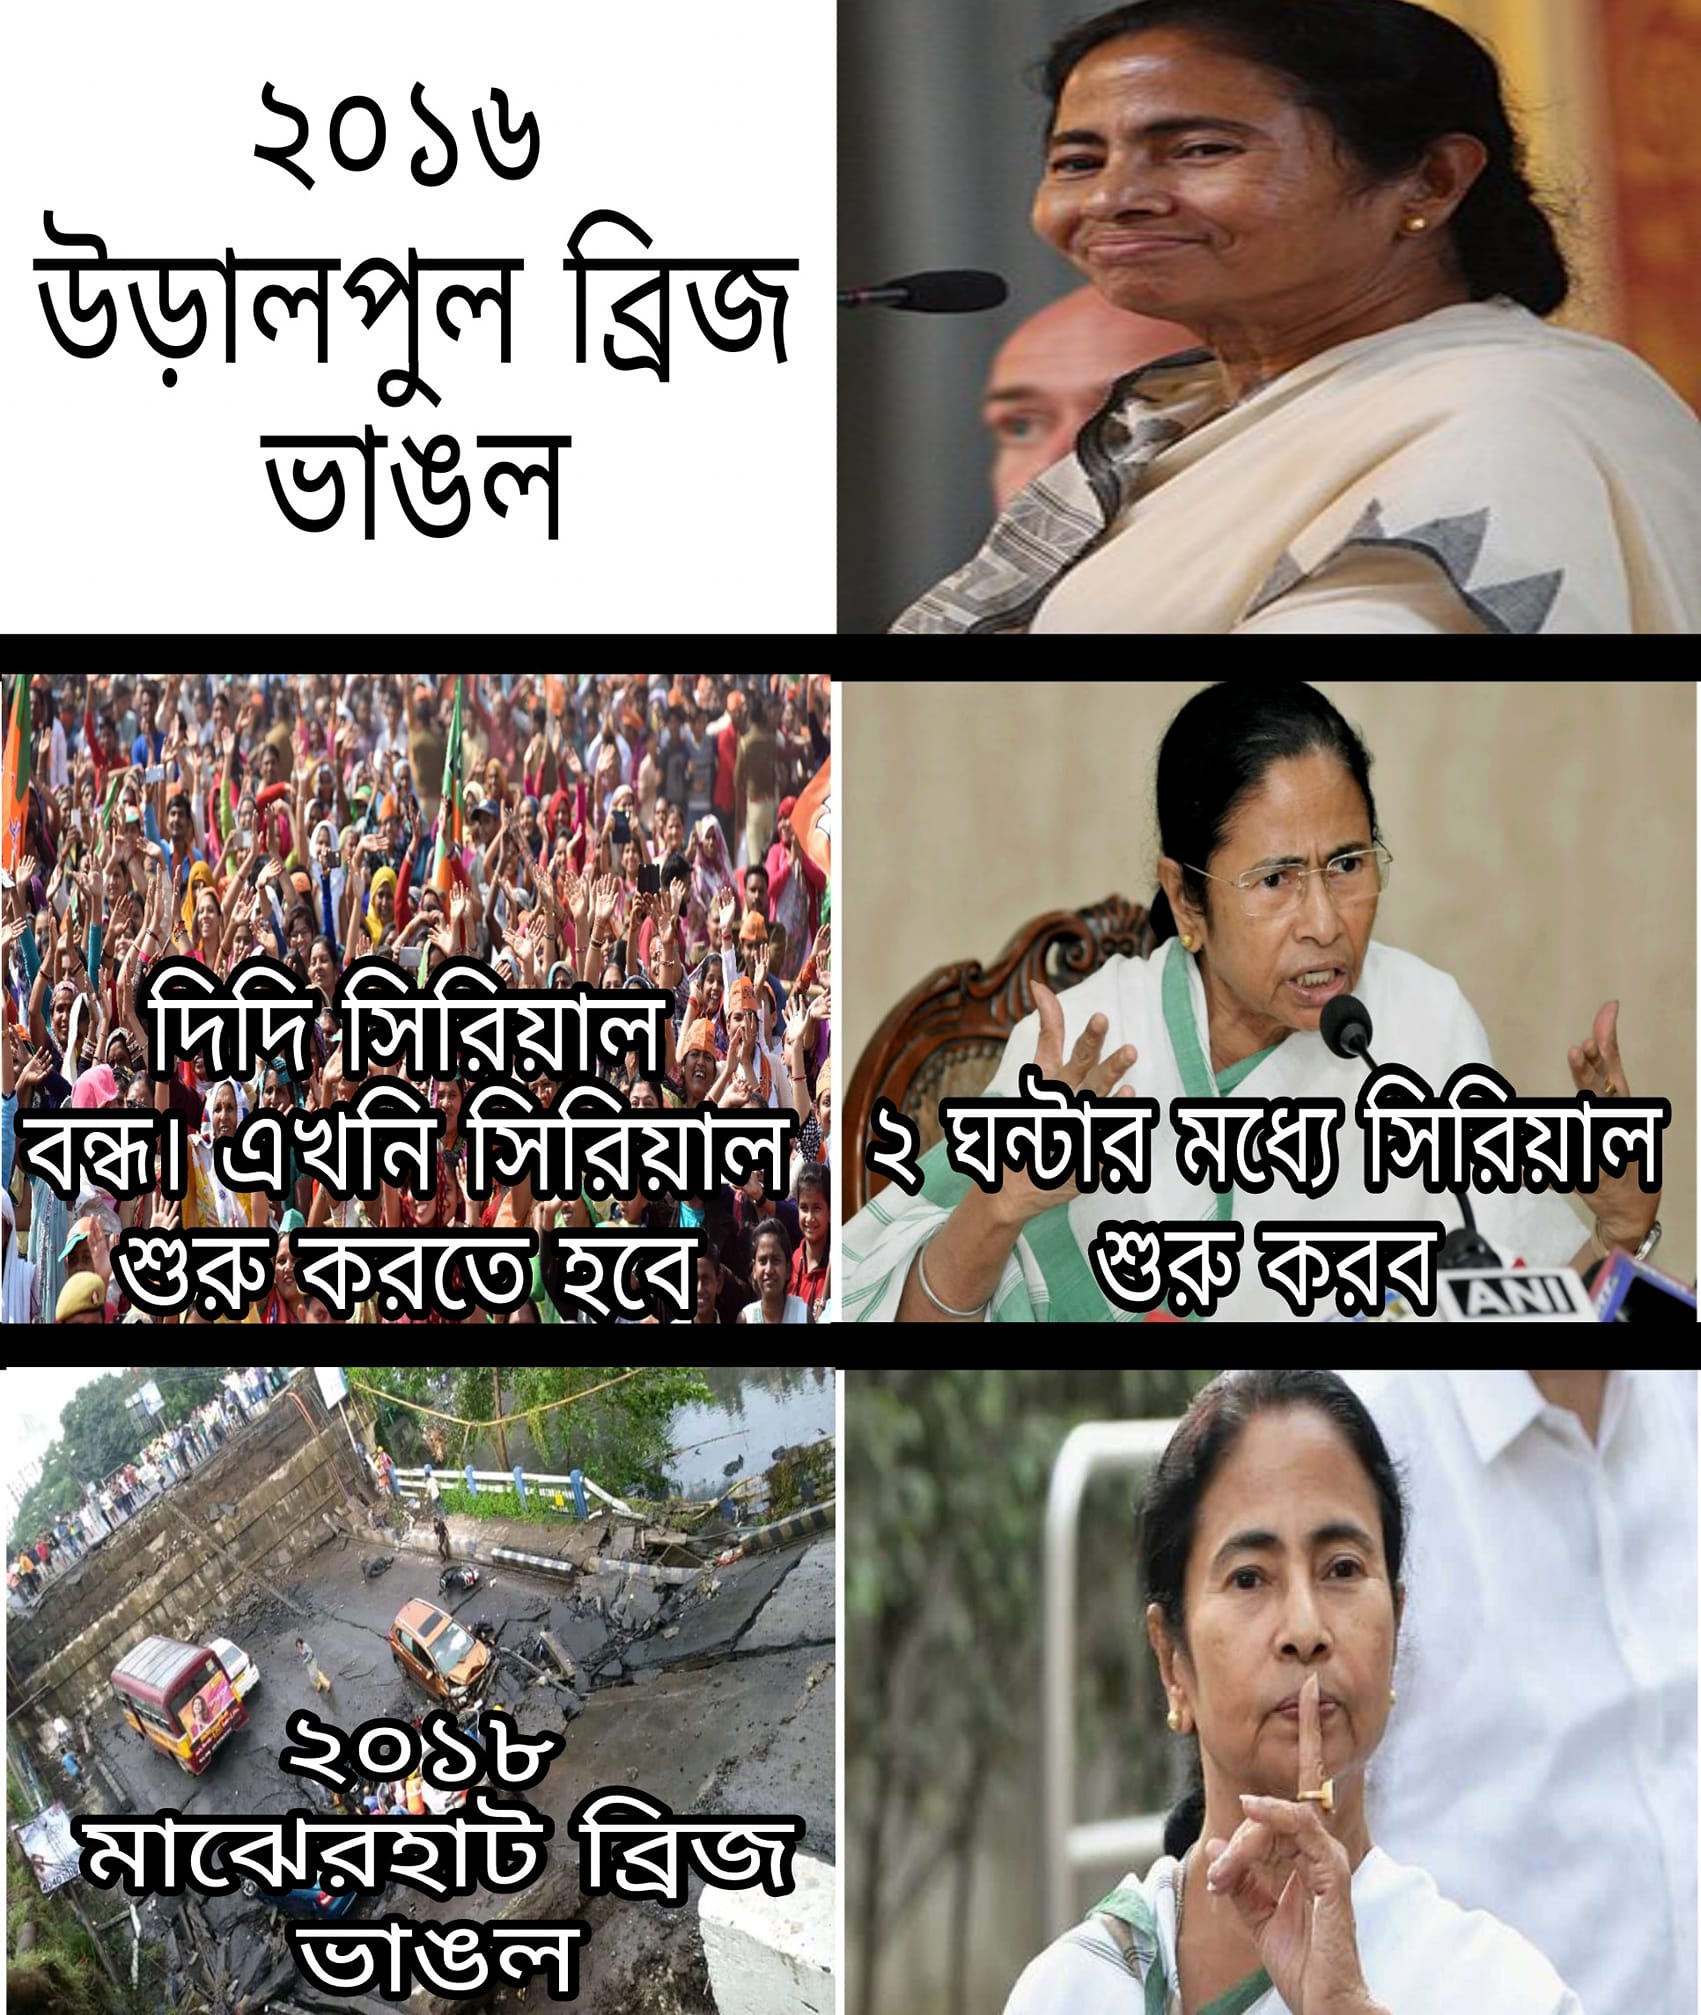 ২০১৬
উড়ালপুল ব্রিজ
ভাঙল
দিদি সিরিয়াল
বন্ধ। এখনি সিরিয়াল
শুরু করতে হবে
২ ঘন্টার মধ্যে সিরিয়াল
শুরু করব
ANI
২০১৮
মাঝেরহাট ব্রিজ
ভাঙল